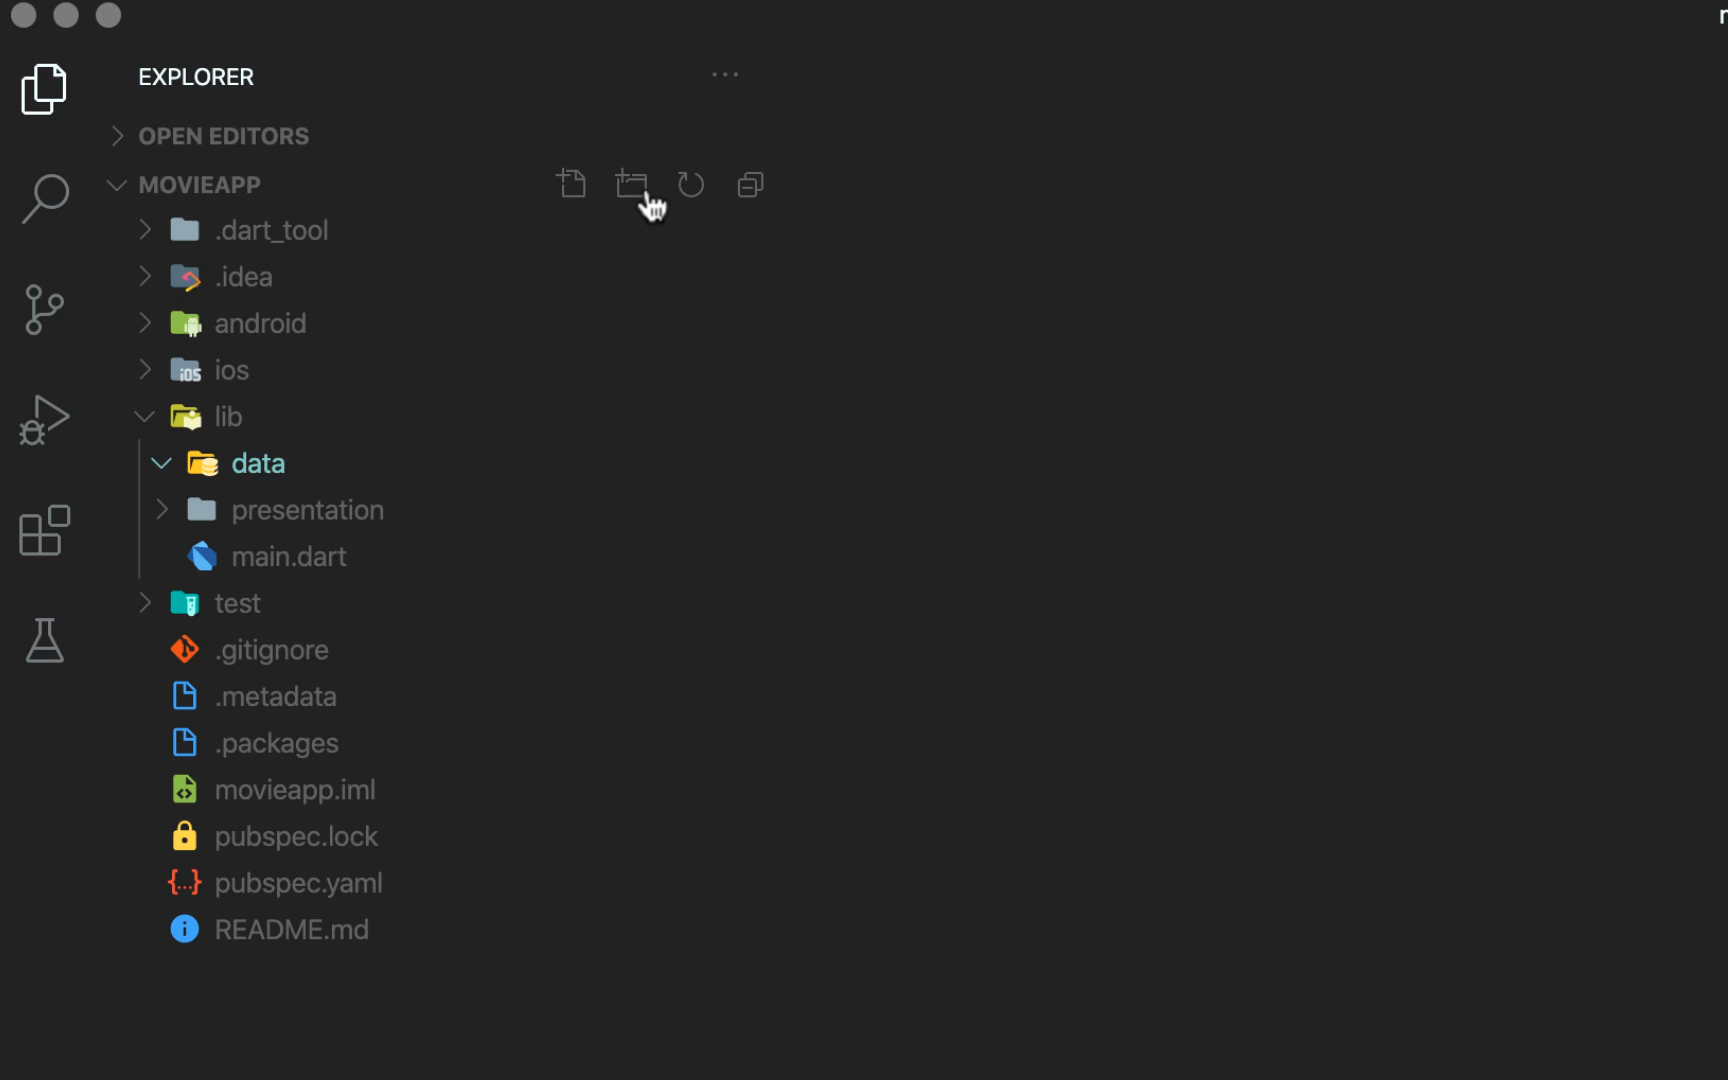 EXPLORER
OPEN EDITORS
MOVIEAPP
.dart_tool
.idea
android
ios
lib
data
presentation
main.dart
test
.gitignore
.metadata
.packages
movieapp.iml
pubspec.lock
pubspec.yaml
README.md